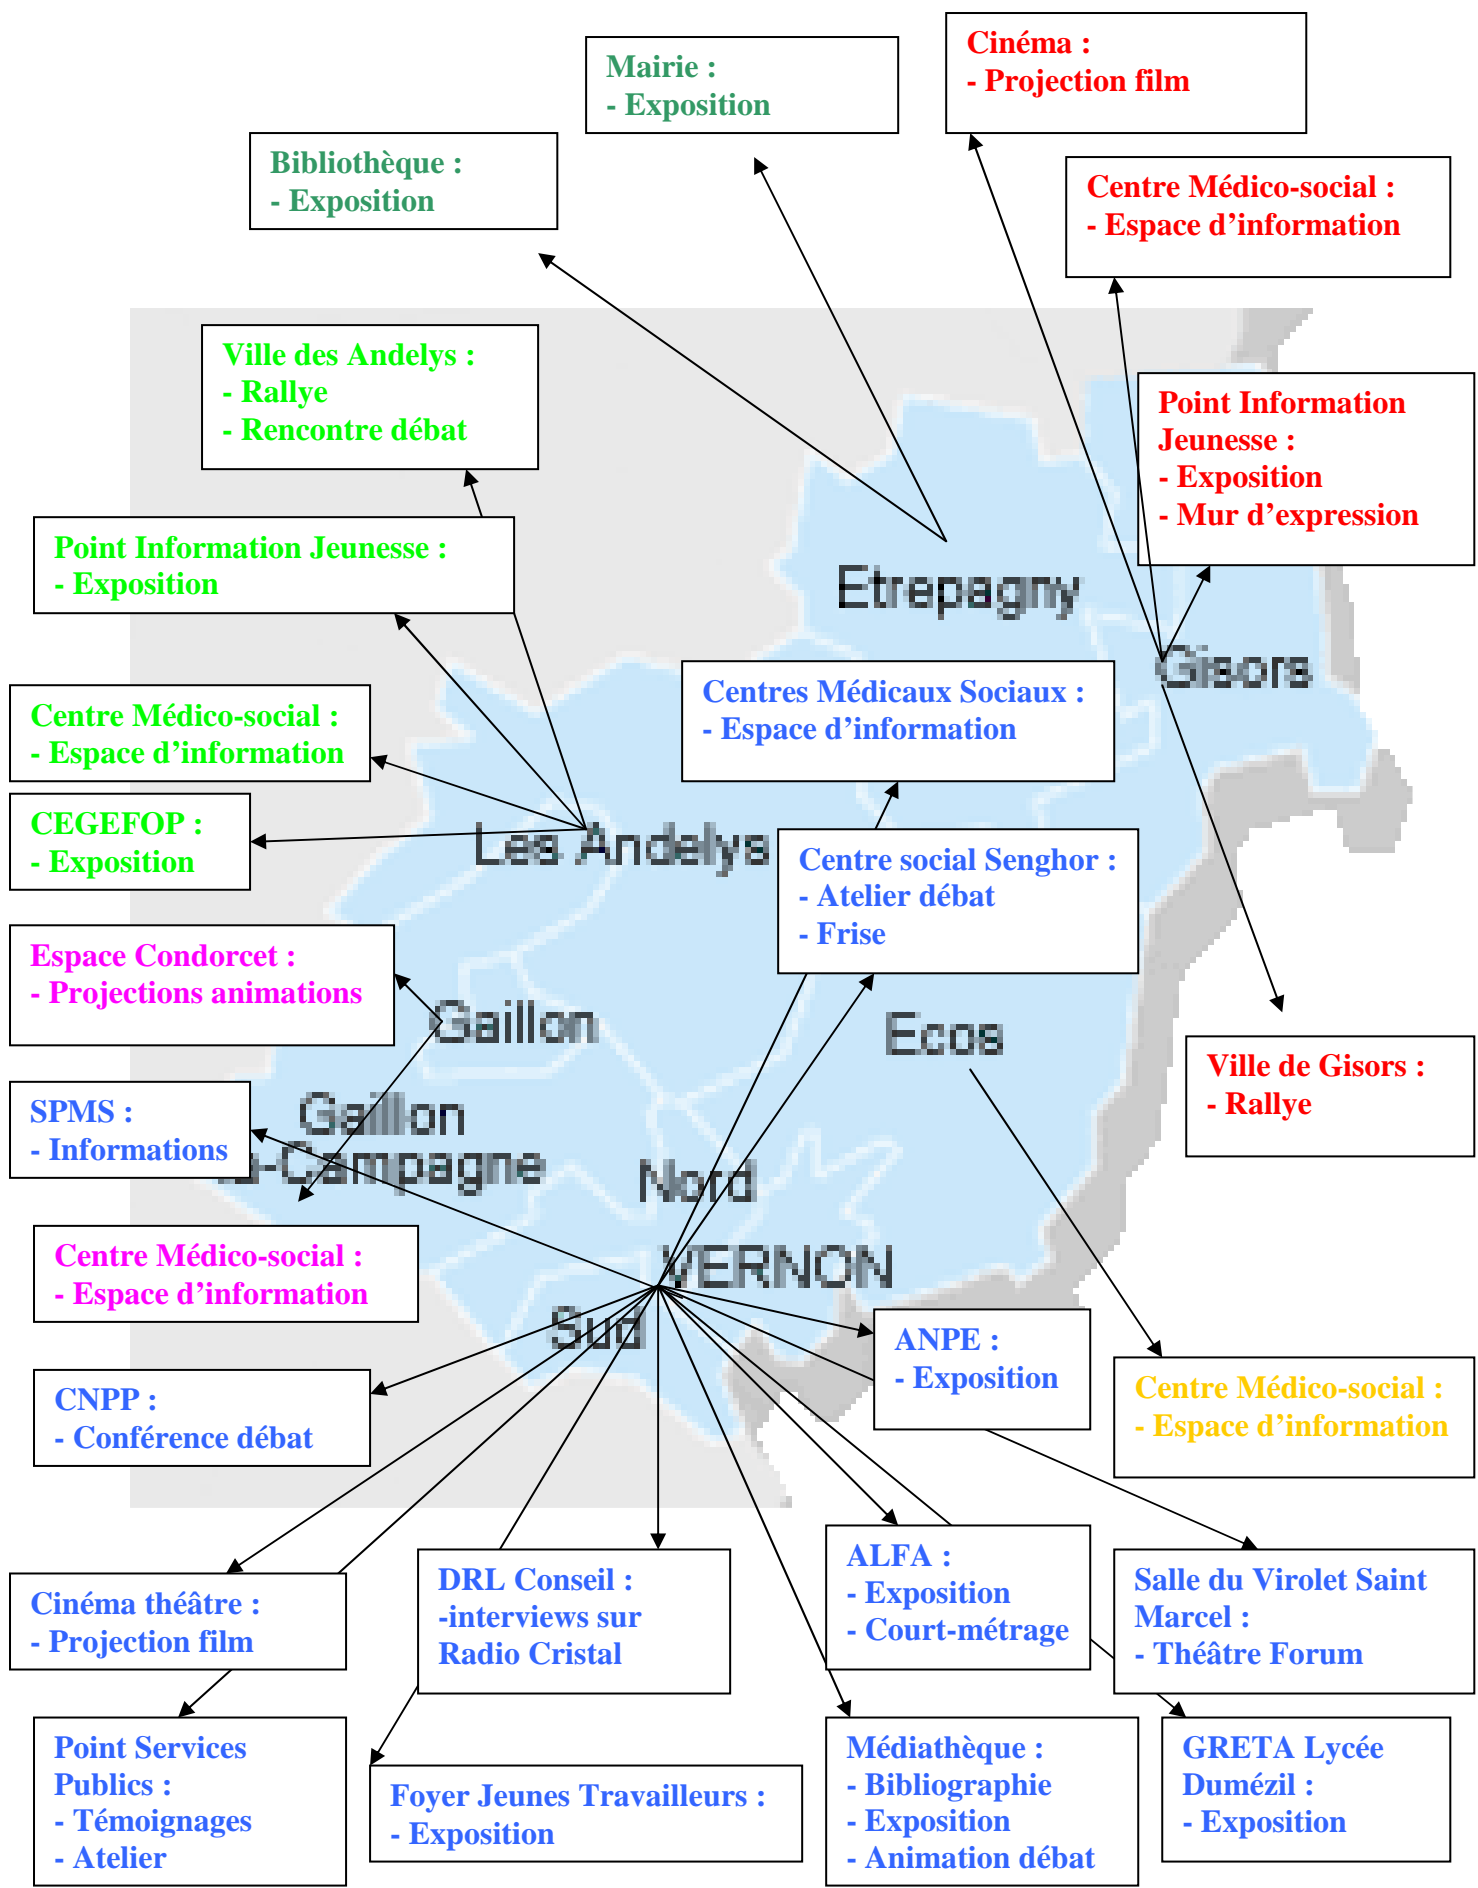 Cinéma :
- Projection film
Mairie :
- Exposition
Bibliothèque :
- Exposition
Centre Médico-social :
- Espace d’information
Ville des Andelys :
- Rallye
- Rencontre débat
Point Information
Jeunesse :
- Exposition
- Mur d’expression
Point Information Jeunesse :
- Exposition
Etrepagny
Gisors
Centre Médico-social :
- Espace d’information
Centres Médicaux Sociaux :
- Espace d’information
CEGEFOP :
- Exposition
Les Andelys
Centre social Senghor :
- Atelier débat
- Frise
Espace Condorcet :
- Projections animations
Gaillon
Ecos
Ville de Gisors :
- Rallye
SPMS :
- Informations
Gaillon
-Campagne
Nord
VERNON
Sud
Centre Médico-social :
- Espace d’information
ANPE :
- Exposition
Centre Médico-social :
- Espace d’information
CNPP :
- Conférence débat
Cinéma théâtre :
- Projection film
DRL Conseil :
-interviews sur
Radio Cristal
ALFA :
- Exposition
- Court-métrage
Salle du Virolet Saint
Marcel :
- Théâtre Forum
Point Services
Publics :
- Témoignages
- Atelier
Foyer Jeunes Travailleurs :
- Exposition
Médiathèque :
- Bibliographie
- Exposition
- Animation débat
GRETA Lycée
Dumézil :
- Exposition